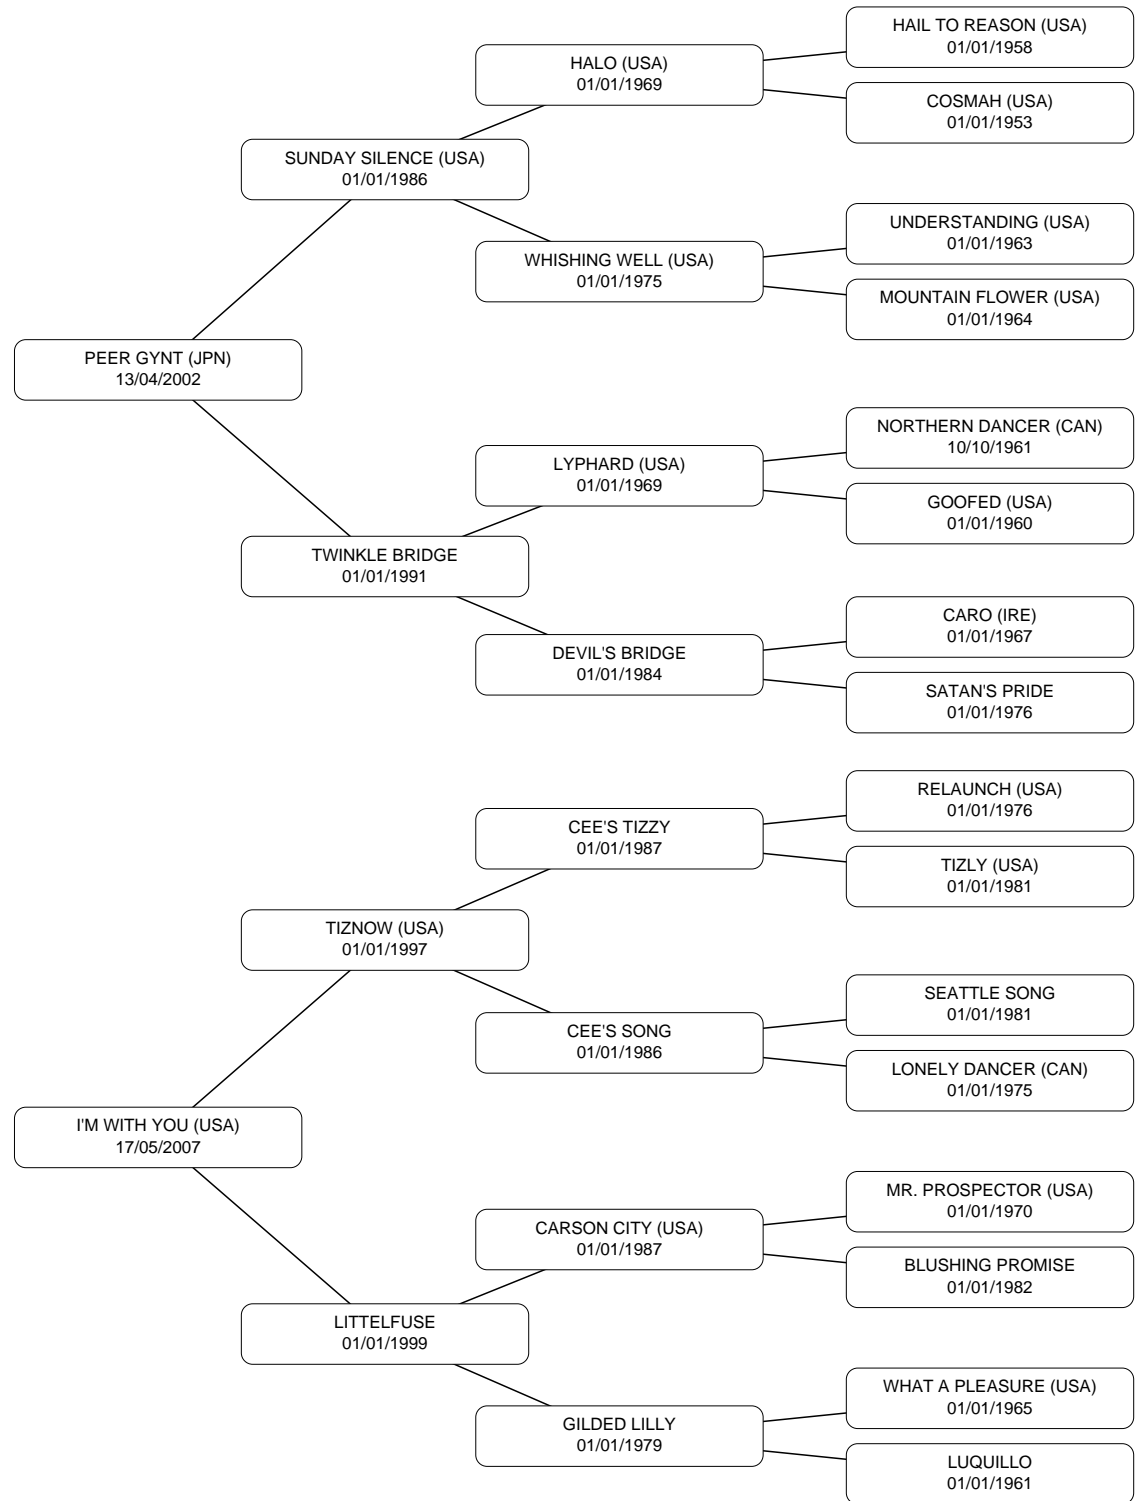 HAIL TO REASON (USA)
01/01/1958
HALO (USA)
01/01/1969
COSMAH (USA)
01/01/1953
SUNDAY SILENCE (USA)
01/01/1986
UNDERSTANDING (USA)
01/01/1963
WHISHING WELL (USA)
01/01/1975
MOUNTAIN FLOWER (USA)
01/01/1964
PEER GYNT (JPN)
13/04/2002
NORTHERN DANCER (CAN)
10/10/1961
LYPHARD (USA)
01/01/1969
GOOFED (USA)
01/01/1960
TWINKLE BRIDGE
01/01/1991
CARO (IRE)
01/01/1967
DEVIL'S BRIDGE
01/01/1984
SATAN'S PRIDE
01/01/1976
RELAUNCH (USA)
01/01/1976
CEE'S TIZZY
01/01/1987
TIZLY (USA)
01/01/1981
TIZNOW (USA)
01/01/1997
SEATTLE SONG
01/01/1981
CEE'S SONG
01/01/1986
LONELY DANCER (CAN)
01/01/1975
I'M WITH YOU (USA)
17/05/2007
MR. PROSPECTOR (USA)
01/01/1970
CARSON CITY (USA)
01/01/1987
BLUSHING PROMISE
01/01/1982
LITTELFUSE
01/01/1999
WHAT A PLEASURE (USA)
01/01/1965
GILDED LILLY
01/01/1979
LUQUILLO
01/01/1961